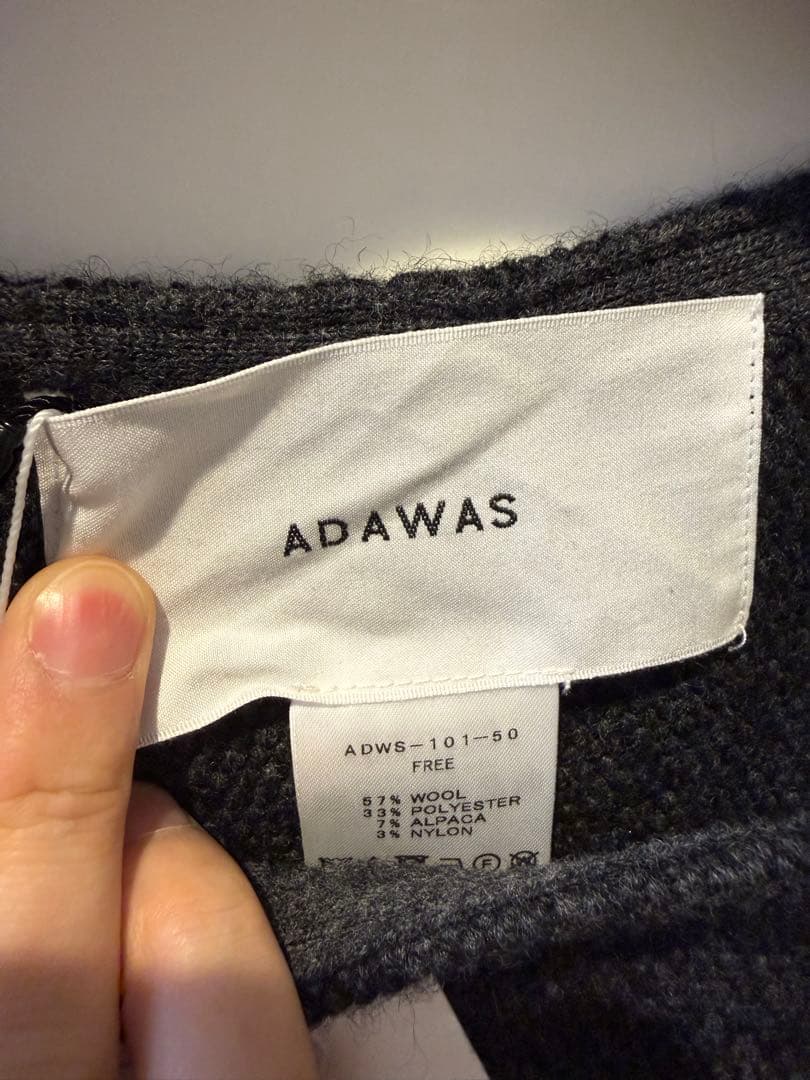 ADAWAS
ADWS-101-50
FREE
57% WOOL
33% POLYESTER
7% ALPACA
3% NYLON